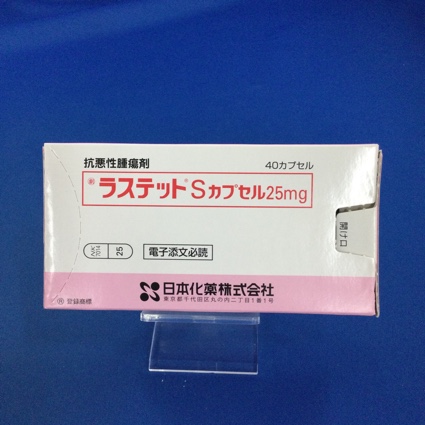 抗悪性腫瘍剤
40カプセル
ラステット®Sカプセル25mg
25
電子添文必読
開け口
日本化薬株式会社
東京都千代田区丸の内二丁目1番1号
® 登録商標